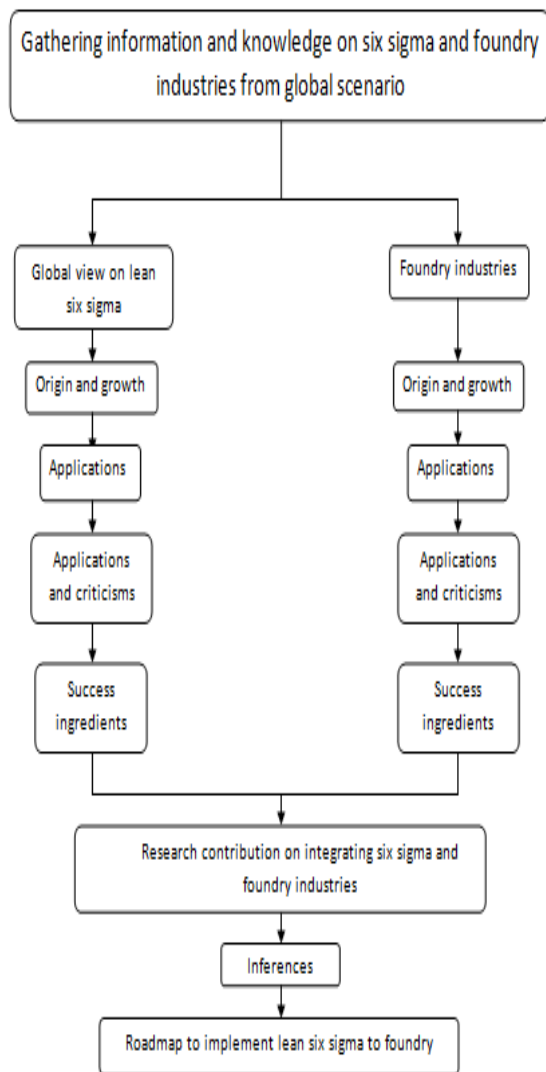 Gathering information and knowledge on six sigma and foundry
industries from global scenario
Global view on lean
six sigma
Origin and growth
Applications
Applications
and criticisms
Success
ingredients
Foundry industries
Origin and growth
Applications
Applications
and criticisms
Success
ingredients
Research contribution on integrating six sigma and
foundry industries
Inferences
Roadmap to implement lean six sigma to foundry